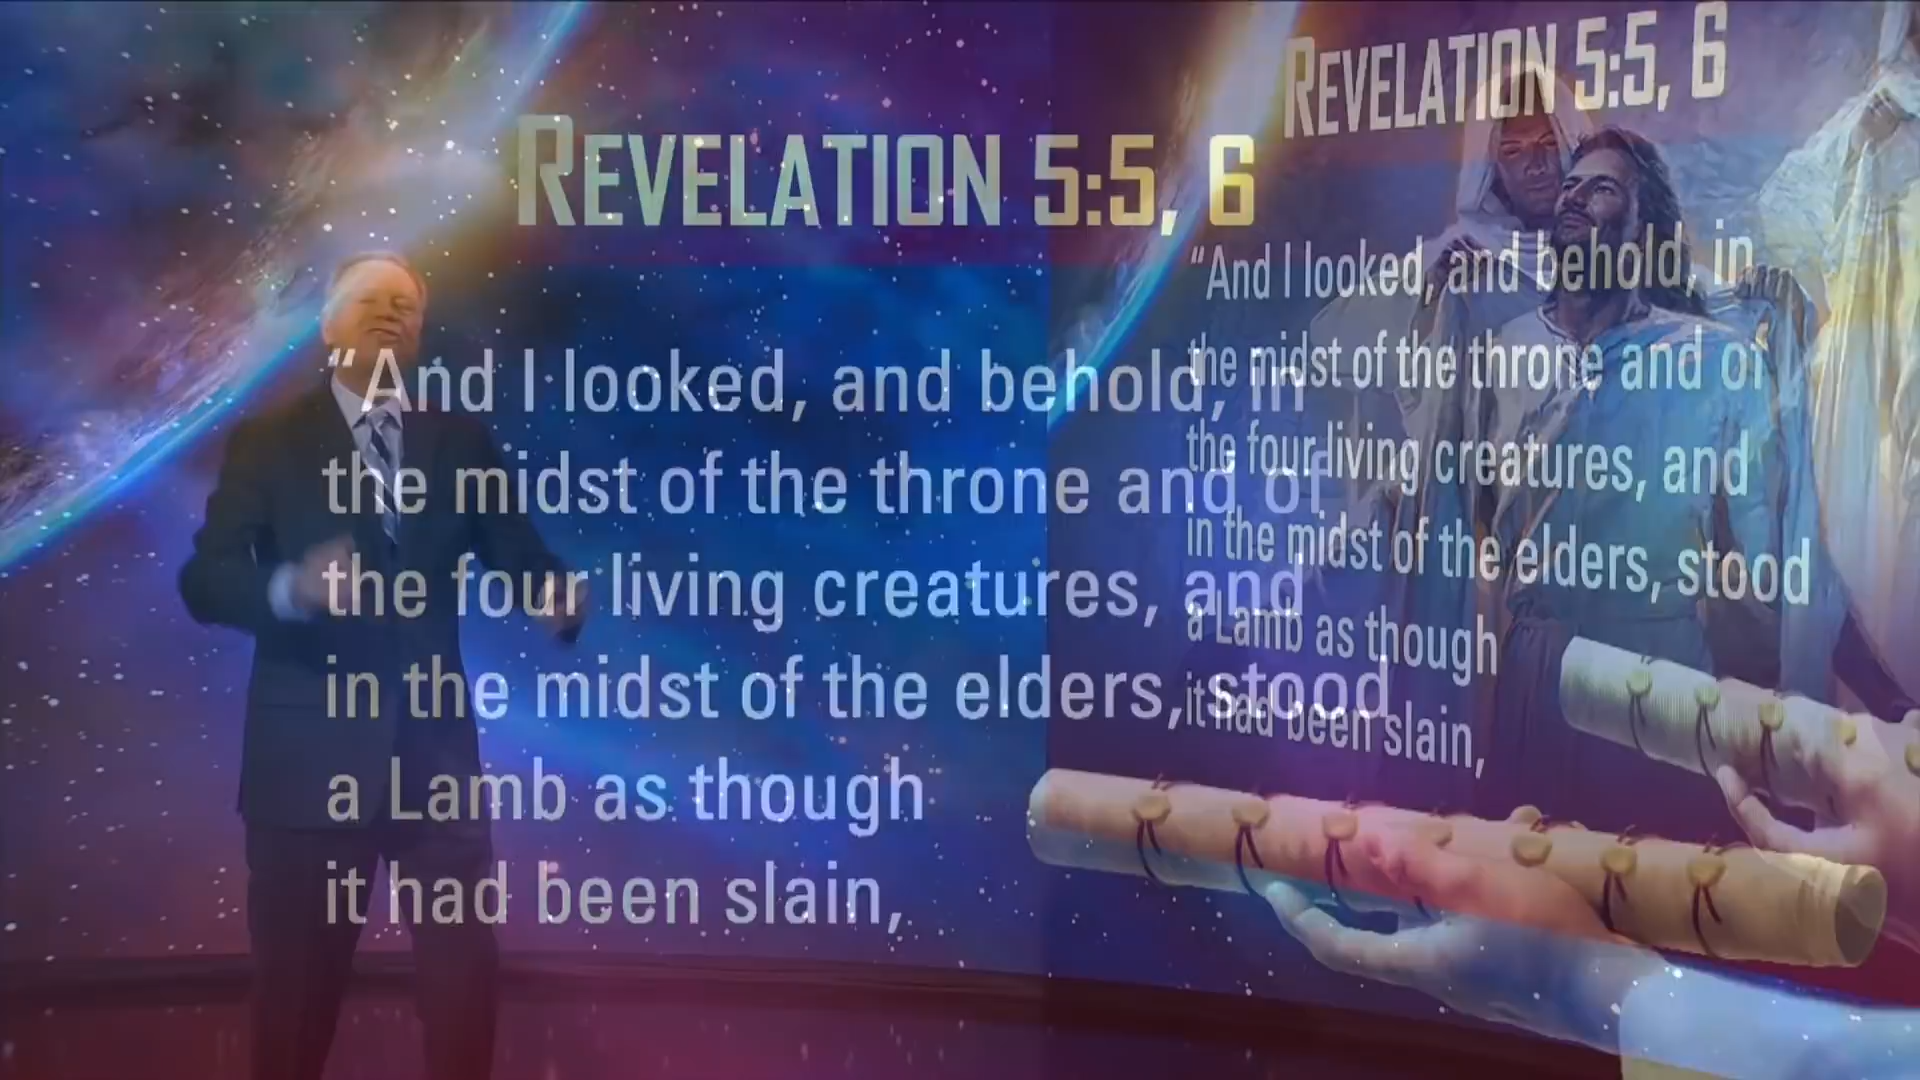 REVELATION 5:5, 6
“And I looked, and behold, in
the midst of the throne and of
the four living creatures, and
in the midst of the elders, stood
a Lamb as though
it had been slain,
REVELATION 5:5, 6
“And I looked, and behold, in
the midst of the throne and of
the four living creatures, and
in the midst of the elders, stood
a Lamb as though
it had been slain,